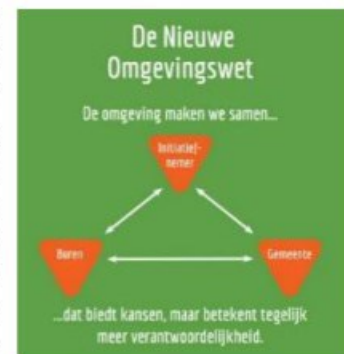 De Nieuwe
Omgevingswet
De omgeving maken we samen...
Initiatief-
nemer
Buren
Gemeente
...dat biedt kansen, maar betekent tegelijk
meer verantwoordelijkheid.